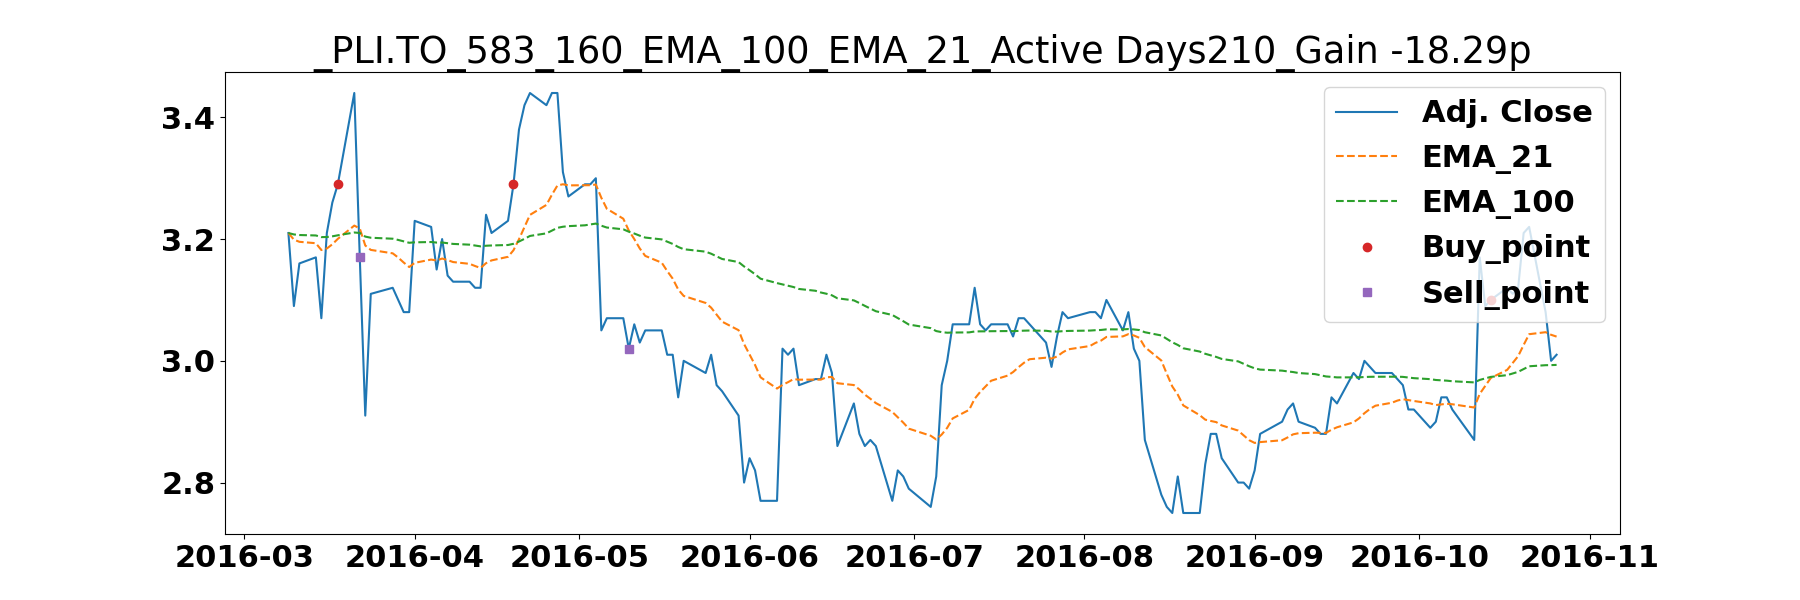 _PLI.TO_583_160_EMA_100_EMA_21_Active Days210_Gain -18.29p
3.4
3.2
3.0
2.8
Adj. Close
EMA_21
EMA_100
Buy_point
Sell_point
2016-03 2016-04 2016-05 2016-06 2016-07 2016-08 2016-09 2016-10 2016-11